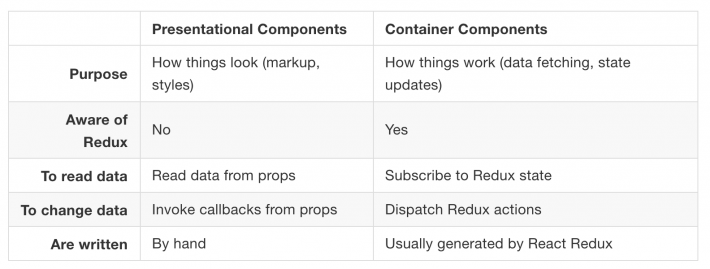 Presentational Components Container Components
Purpose How things look (markup, styles) How things work (data fetching, state updates)
Aware of Redux No Yes
To read data Read data from props Subscribe to Redux state
To change data Invoke callbacks from props Dispatch Redux actions
Are written By hand Usually generated by React Redux